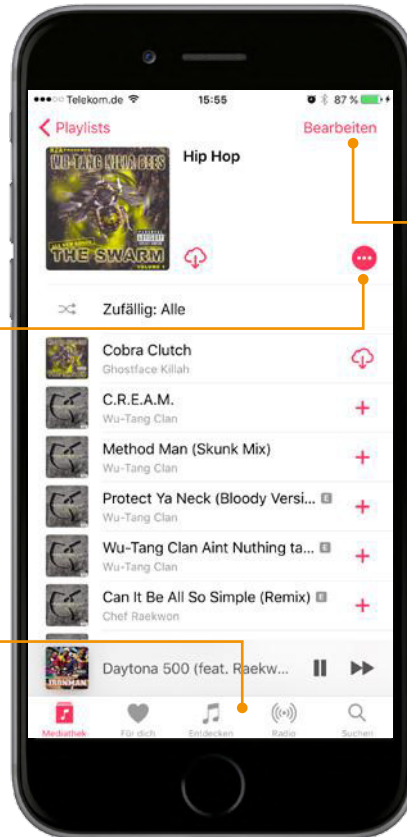 Telekom.de 15:55 87 %
Playlists Bearbeiten
WU-TANG KILLA BEES
THE SWARM
VOLUME 1
Hip Hop
Zufällig: Alle
Cobra Clutch
Ghostface Killah
C.R.E.A.M.
Wu-Tang Clan
Method Man (Skunk Mix)
Wu-Tang Clan
Protect Ya Neck (Bloody Versi... E
Wu-Tang Clan
Wu-Tang Clan Aint Nuthing ta... E
Wu-Tang Clan
Can It Be All So Simple (Remix) E
Chef Raekwon
IRONMAN
Daytona 500 (feat. Raekw...
Mediathek Für dich Entdecken Radio Suchen